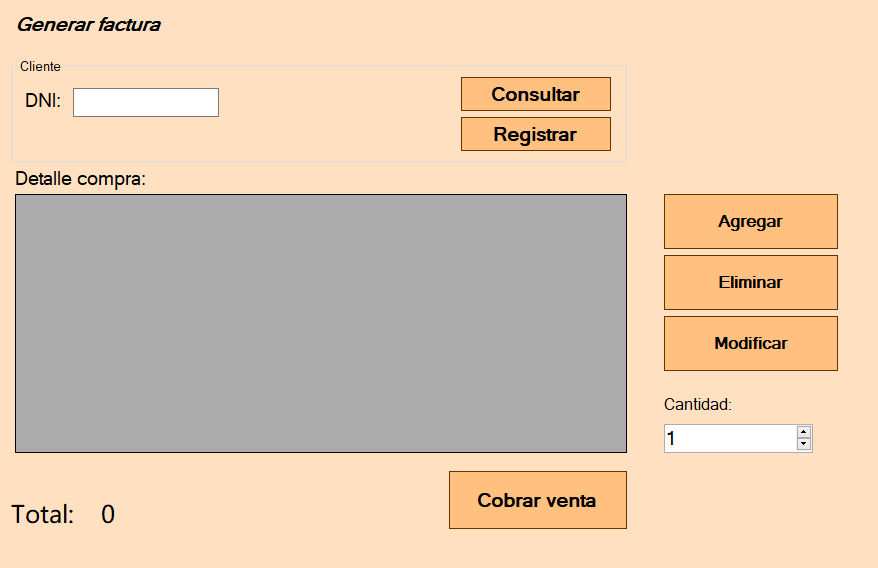 Generar factura
Cliente
DNI:
Consultar
Registrar
Detalle compra:
Agregar
Eliminar
Modificar
Cantidad:
1
Cobrar venta
Total: 0